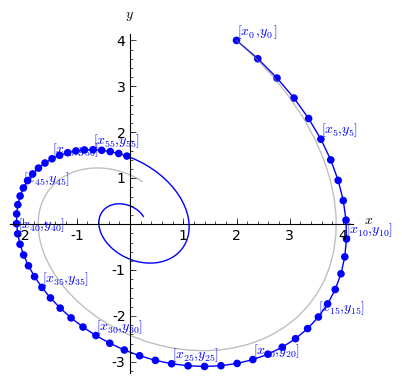 y
4
[x₀,y₀]
3
2
[x₅₅,y₅₅]
[x₅,y₅]
1
[x₄₅,y₄₅]
x
-2
-1
1
2
3
4
[x₄₀,y₄₀]
[x₁₀,y₁₀]
-1
[x₃₅,y₃₅]
[x₁₅,y₁₅]
-2
[x₃₀,y₃₀]
[x₂₅,y₂₅]
[x₂₀,y₂₀]
-3